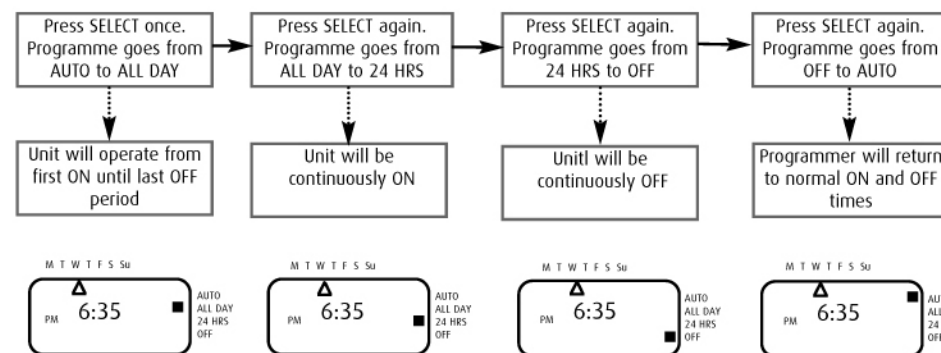 Press SELECT once.
Programme goes from
AUTO to ALL DAY
Press SELECT again.
Programme goes from
ALL DAY to 24 HRS
Press SELECT again.
Programme goes from
24 HRS to OFF
Press SELECT again.
Programme goes from
OFF to AUTO
Unit will operate from
first ON until last OFF
period
Unit will be
continuously ON
Unitl will be
continuously OFF
Programmer will return
to normal ON and OFF
times
M T W T F S Su
PM 6:35
AUTO
ALL DAY
24 HRS
OFF
M T W T F S Su
PM 6:35
AUTO
ALL DAY
24 HRS
OFF
M T W T F S Su
PM 6:35
AUTO
ALL DAY
24 HRS
OFF
M T W T F S Su
PM 6:35
AUTO
ALL
24
OFF